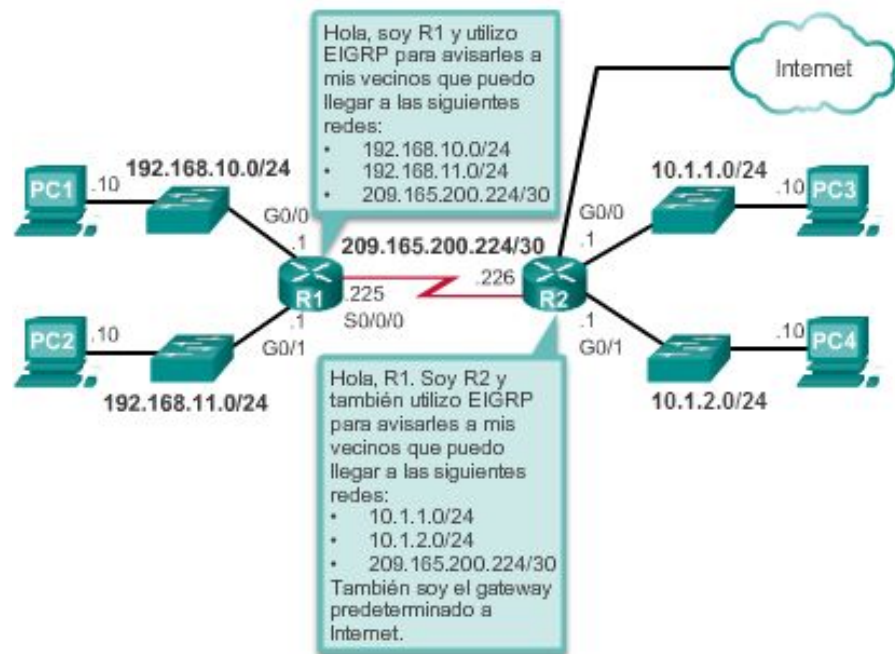 Hola, soy R1 y utilizo
EIGRP para avisarles a
mis vecinos que puedo
llegar a las siguientes
redes:
• 192.168.10.0/24
• 192.168.11.0/24
• 209.165.200.224/30
Internet
192.168.10.0/24
10.1.1.0/24
PC1
.10
G0/0
.1
209.165.200.224/30
G0/0
.1
.10
PC3
R1
.225
S0/0/0
.226
R2
PC2
.10
.1
G0/1
192.168.11.0/24
.1
G0/1
.10
PC4
10.1.2.0/24
Hola, R1. Soy R2 y
también utilizo EIGRP
para avisarles a mis
vecinos que puedo
llegar a las siguientes
redes:
• 10.1.1.0/24
• 10.1.2.0/24
• 209.165.200.224/30
También soy el gateway
predeterminado a
Internet.